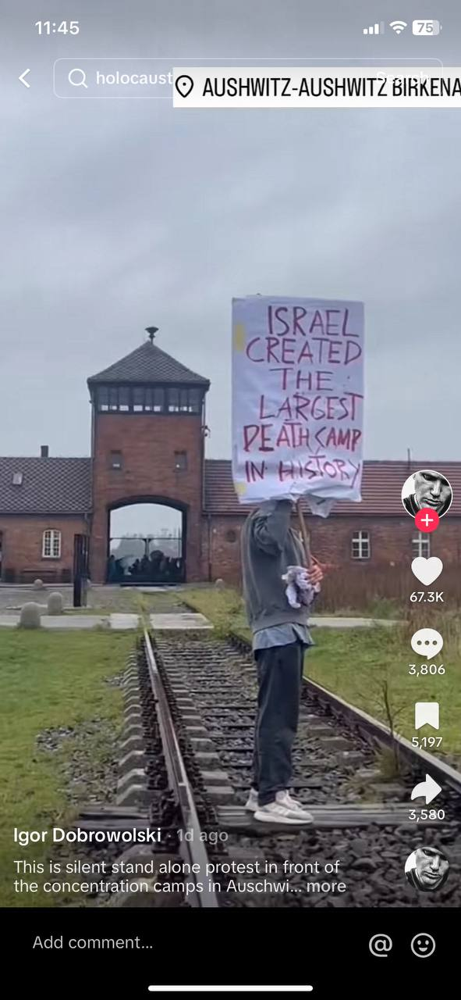 11:45
75
holocaust
AUSHWITZ-AUSHWITZ BIRKENA
ISRAEL
CREATED
THE
LARGEST
DEATH CAMP
IN HISTORY
67.3K
3,806
5,197
3,580
Igor Dobrowolski · 1d ago
This is silent stand alone protest in front of
the concentration camps in Auschwi... more
Add comment...